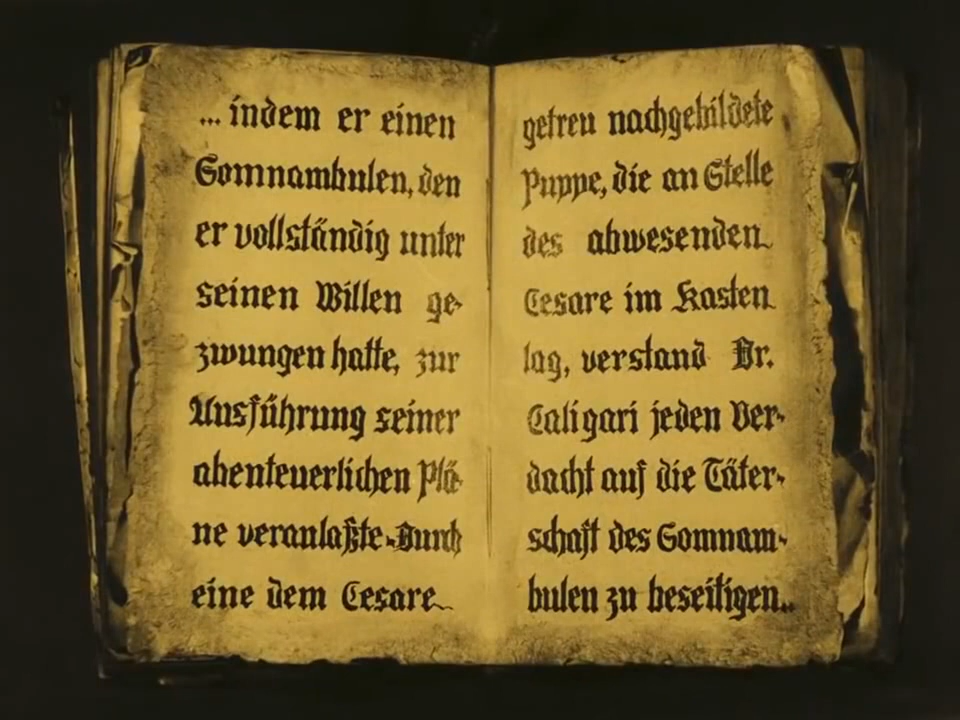 ... indem er einen
Somnambulen, den
er vollständig unter
seinen Willen ge-
zwungen hatte, zur
Ausführung seiner
abenteuerlichen Plä-
ne veranlaßte. Durch
eine dem Cesare
getreu nachgebildete
Puppe, die an Stelle
des abwesenden
Cesare im Kasten
lag, verstand Dr.
Caligari jeden Ver-
dacht auf die Täter-
schaft des Somnam-
bulen zu beseitigen..